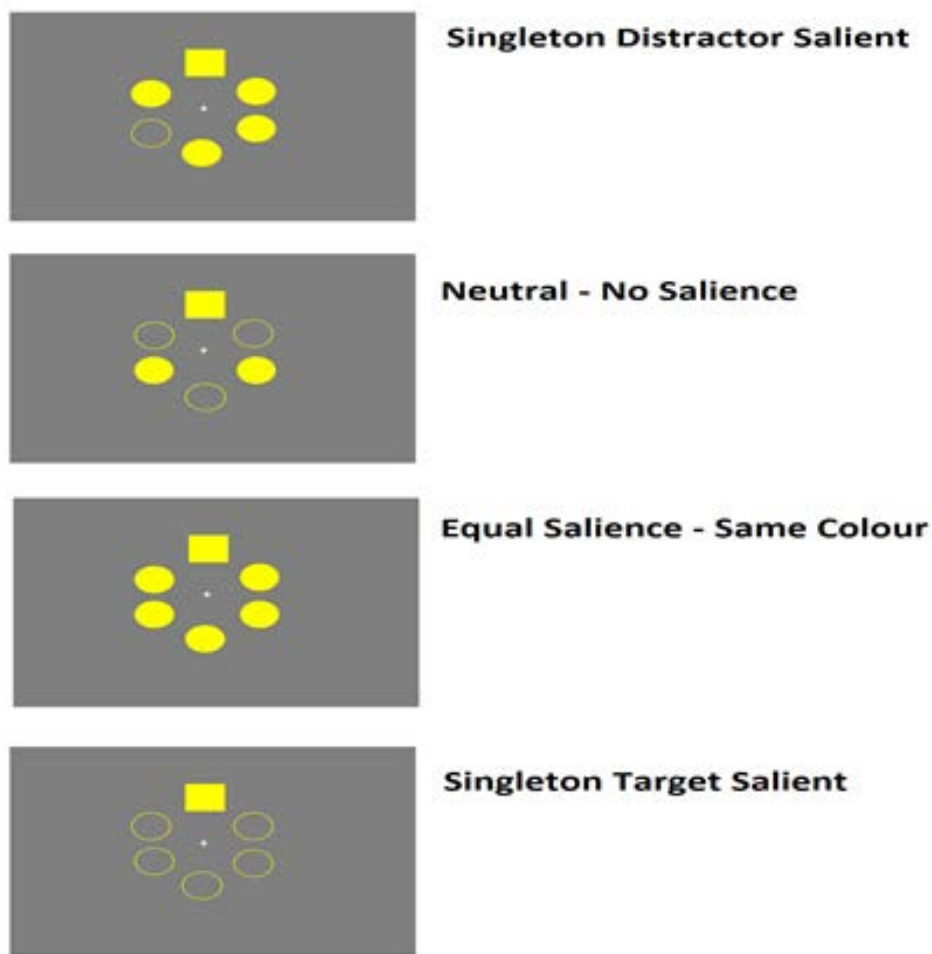 Singleton Distractor Salient
Neutral - No Salience
Equal Salience - Same Colour
Singleton Target Salient